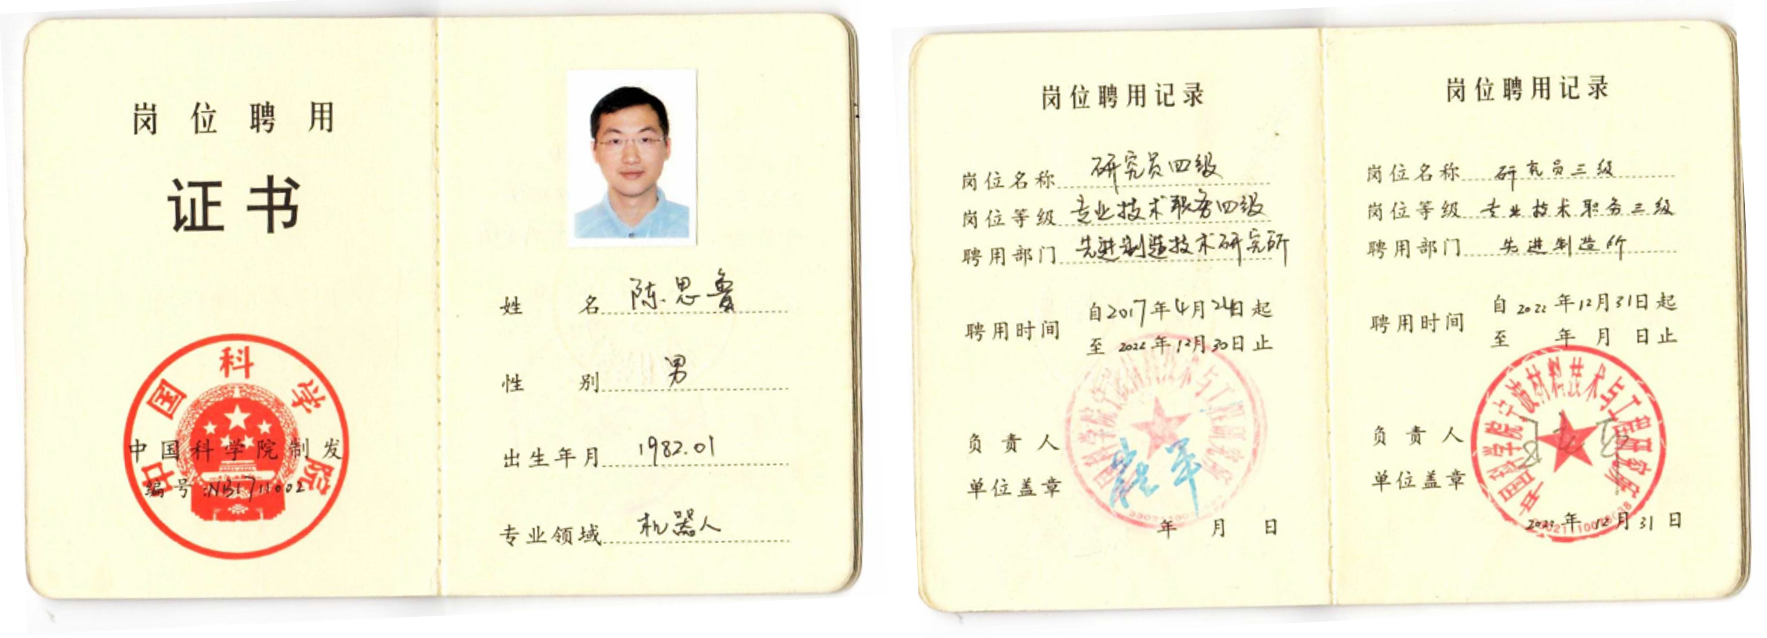 岗位聘用
证书
中国科学院
中国科学院制发
编号:NB1711002
姓名 陈思鲁
性别 男
出生年月 1982.01
专业领域 机器人
岗位聘用记录
岗位名称 研究员四级
岗位等级 专业技术职务四级
聘用部门 先进制造技术研究所
聘用时间 自2017年4月24日起
至2022年12月30日止
负责人
单位盖章
年 月 日
岗位聘用记录
岗位名称 研究员三级
岗位等级 专业技术职务三级
聘用部门 先进制造所
聘用时间 自2022年12月31日起
至 年 月 日止
负责人
单位盖章
中国科学院宁波材料技术与工程研究所
年12月31日